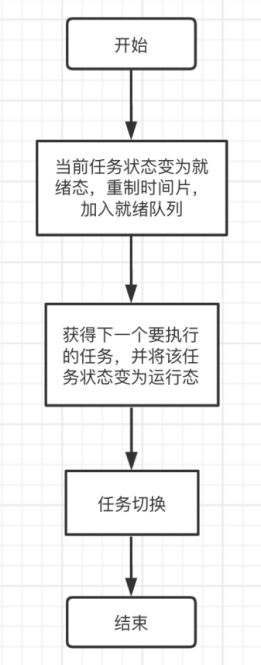 开始
当前任务状态变为就
绪态，重制时间片，
加入就绪队列
获得下一个要执行
的任务，并将该任
务状态变为运行态
任务切换
结束